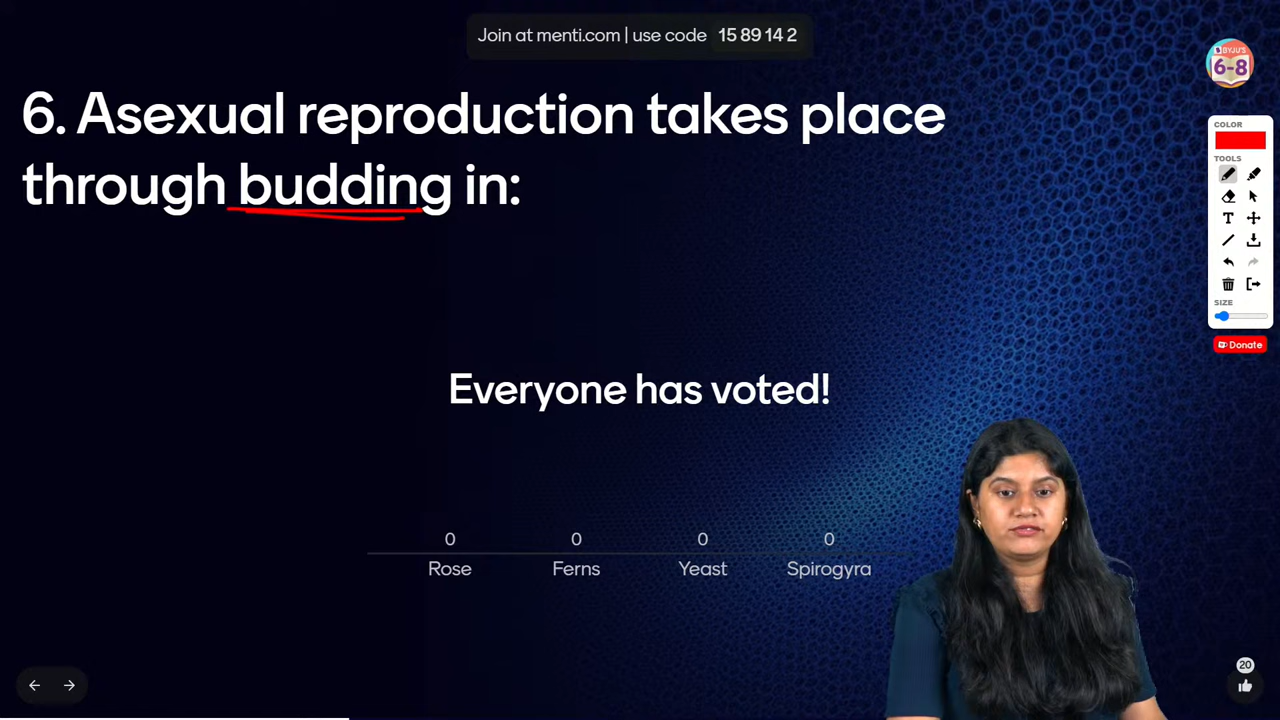 Join at menti.com | use code 15 89 14 2
BYJU'S
6-8
6. Asexual reproduction takes place
through budding in:
COLOR
TOOLS
T
SIZE
Donate
Everyone has voted!
0 0 0 0
Rose Ferns Yeast Spirogyra
20